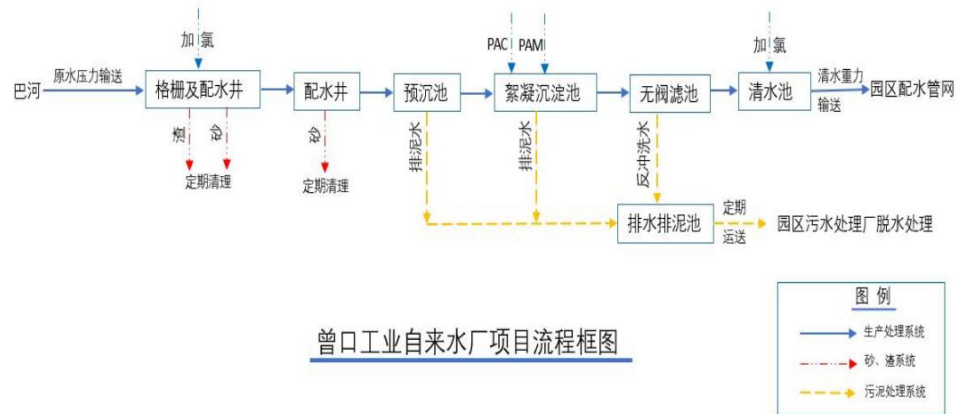 加氯
PAC
PAM
加氯
巴河
原水压力输送
格栅及配水井
配水井
预沉池
絮凝沉淀池
无阀滤池
清水池
清水重力
输送
园区配水管网
渣
砂
砂
排泥水
排泥水
反冲洗水
定期清理
定期清理
排水排泥池
定期
运送
园区污水处理厂脱水处理
曾口工业自来水厂项目流程框图
图例
生产处理系统
砂、渣系统
污泥处理系统